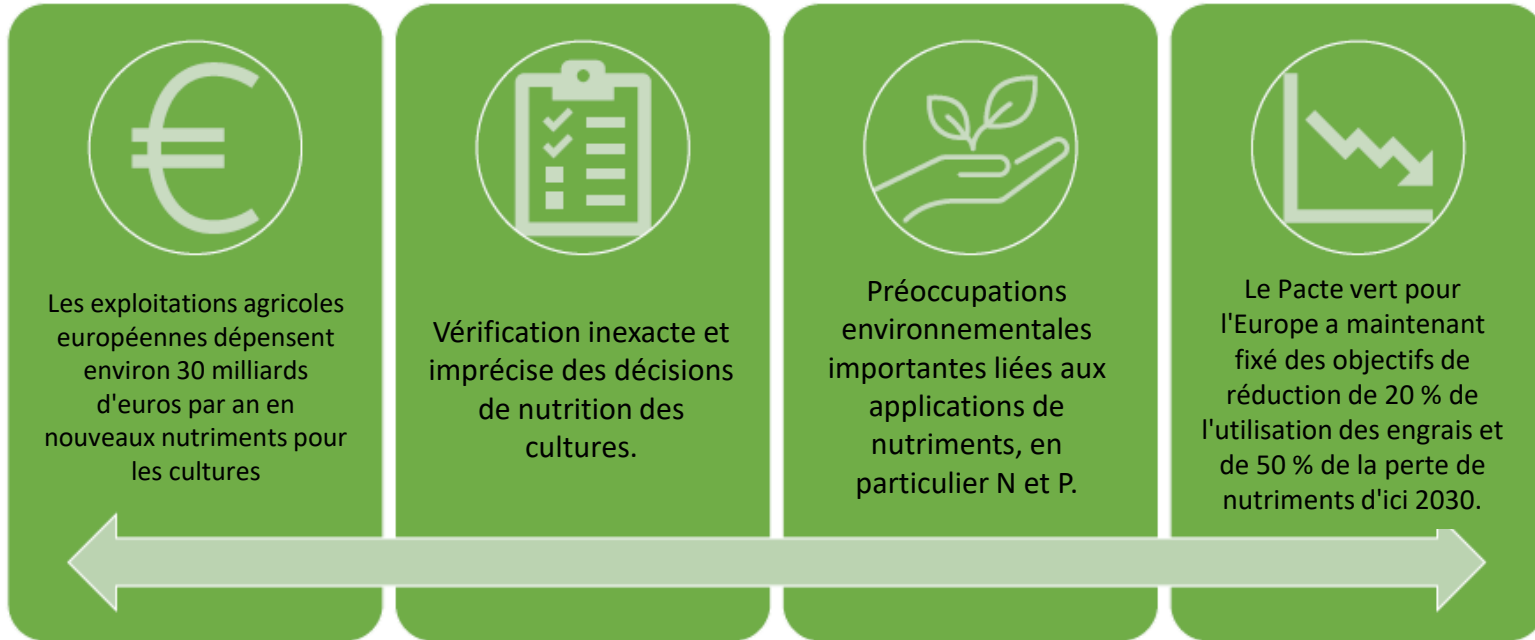 Les exploitations agricoles
européennes dépensent
environ 30 milliards
d'euros par an en
nouveaux nutriments pour
les cultures
Vérification inexacte et
imprécise des décisions
de nutrition des
cultures.
Préoccupations
environnementales
importantes liées aux
applications de
nutriments, en
particulier N et P.
Le Pacte vert pour
l'Europe a maintenant
fixé des objectifs de
réduction de 20 % de
l'utilisation des engrais et
de 50 % de la perte de
nutriments d'ici 2030.